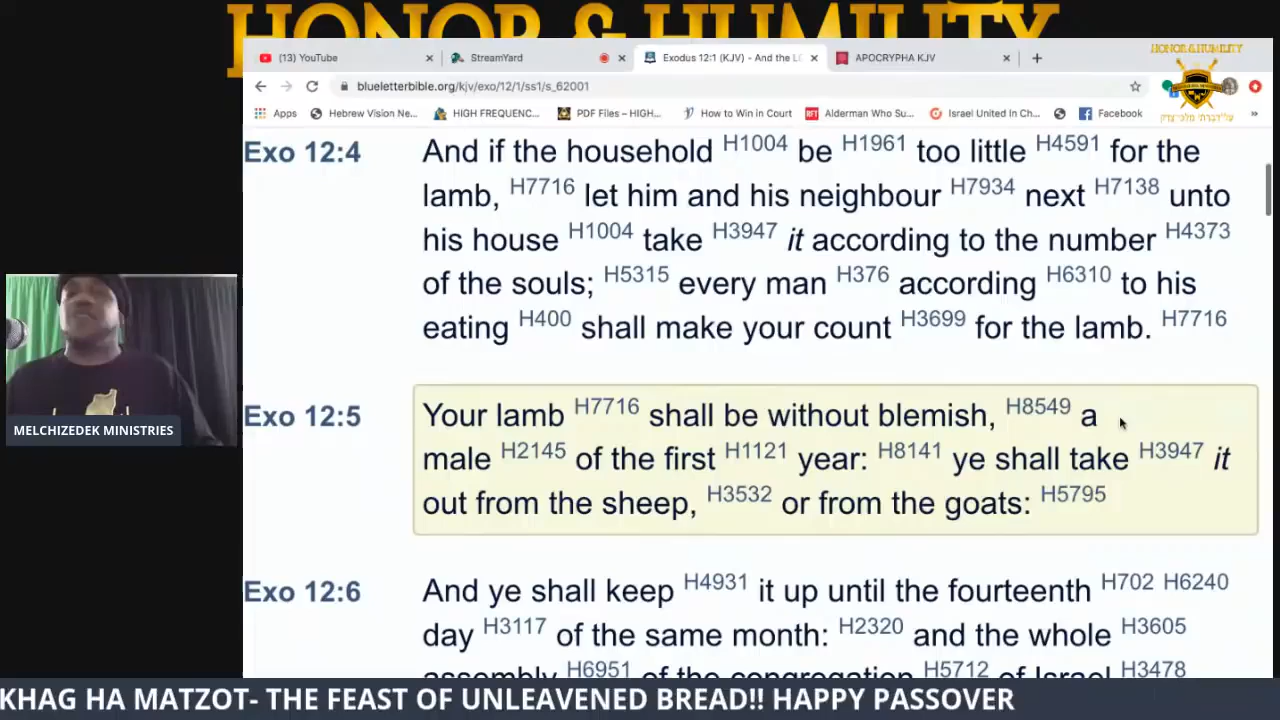 HONOR & HUMILITY
(13) YouTube
StreamYard
Exodus 12:1 (KJV) - And the L
APOCRYPHA KJV
HONOR & HUMILITY
blueletterbible.org/kjv/exo/12/1/ss1/s_62001
Apps
Hebrew Vision Ne...
HIGH FREQUENC...
PDF Files – HIGH...
How to Win in Court
Alderman Who Su...
Israel United In Ch...
Facebook
Exo 12:4
And if the household H1004 be H1961 too little H4591 for the
lamb, H7716 let him and his neighbour H7934 next H7138 unto
his house H1004 take H3947 it according to the number H4373
of the souls; H5315 every man H376 according H6310 to his
eating H400 shall make your count H3699 for the lamb. H7716
Exo 12:5
Your lamb H7716 shall be without blemish, H8549 a
male H2145 of the first H1121 year: H8141 ye shall take H3947 it
out from the sheep, H3532 or from the goats: H5795
Exo 12:6
And ye shall keep H4931 it up until the fourteenth H702 H6240
day H3117 of the same month: H2320 and the whole H3605
assembly H6951 of the congregation H5712 of Israel H3478
MELCHIZEDEK MINISTRIES
KHAG HA MATZOT- THE FEAST OF UNLEAVENED BREAD!! HAPPY PASSOVER